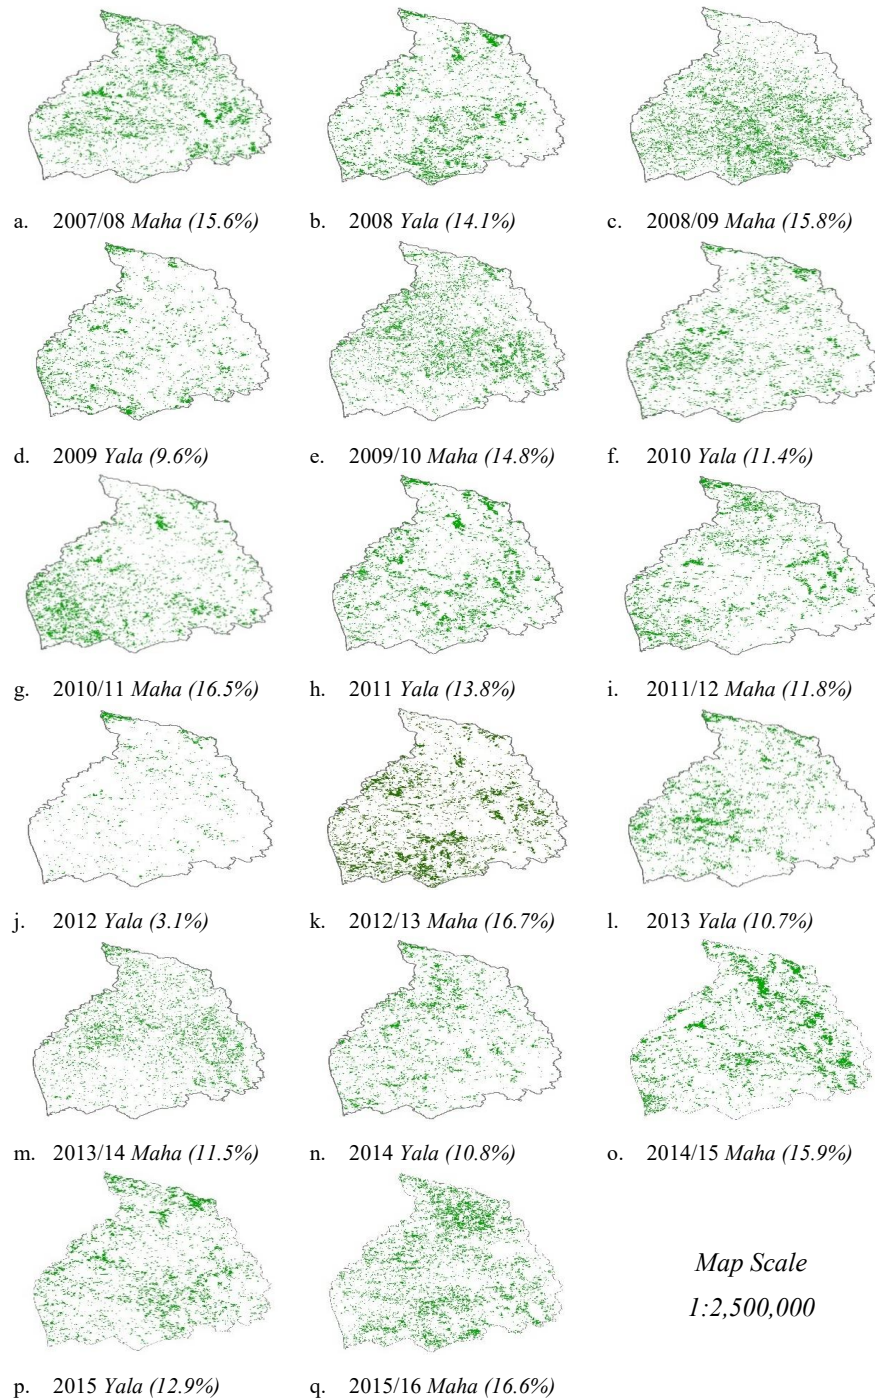 a. 2007/08 Maha (15.6%)
b. 2008 Yala (14.1%)
c. 2008/09 Maha (15.8%)
d. 2009 Yala (9.6%)
e. 2009/10 Maha (14.8%)
f. 2010 Yala (11.4%)
g. 2010/11 Maha (16.5%)
h. 2011 Yala (13.8%)
i. 2011/12 Maha (11.8%)
j. 2012 Yala (3.1%)
k. 2012/13 Maha (16.7%)
l. 2013 Yala (10.7%)
m. 2013/14 Maha (11.5%)
n. 2014 Yala (10.8%)
o. 2014/15 Maha (15.9%)
Map Scale
1:2,500,000
p. 2015 Yala (12.9%)
q. 2015/16 Maha (16.6%)